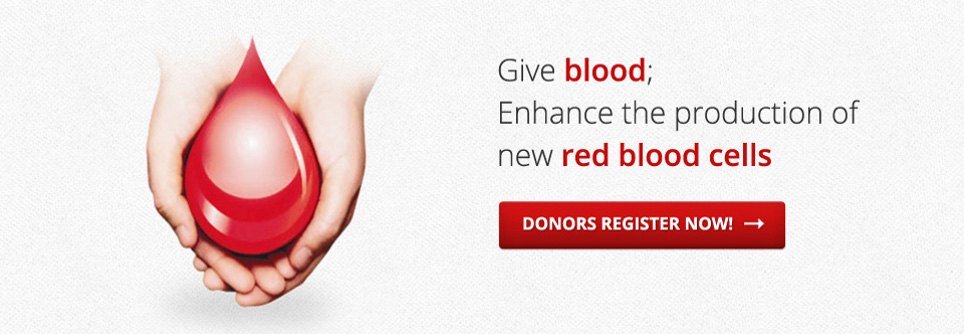 Give blood;
Enhance the production of
new red blood cells
DONORS REGISTER NOW! →